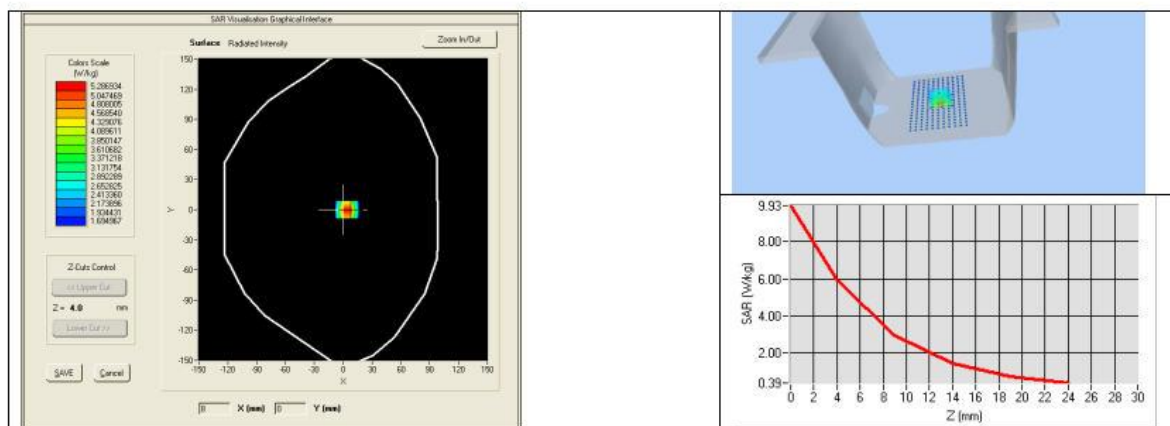 SAR Visualisation Graphical Interface
Surface Radiated Intensity
Zoom In/Out
Colors Scale
(W/kg)
5.286934
5.047469
4.808005
4.568540
4.329076
4.089611
3.850147
3.610682
3.371218
3.131754
2.892289
2.652825
2.413360
2.173896
1.934431
1.694967
Z-Cuts Control
<< Upper Cut
Z = 4.0 mm
Lower Cut >>
SAVE Cancel
150
120
90
60
30
0
-30
-60
-90
-120
-150
Y
-150 -120 -90 -60 -30 0 30 60 90 120 150
X
8 X (mm) 0 Y (mm)
9.93
8.00
6.00
4.00
2.00
0.39
SAR (W/kg)
0 2 4 6 8 10 12 14 16 18 20 22 24 26 28 30
Z (mm)